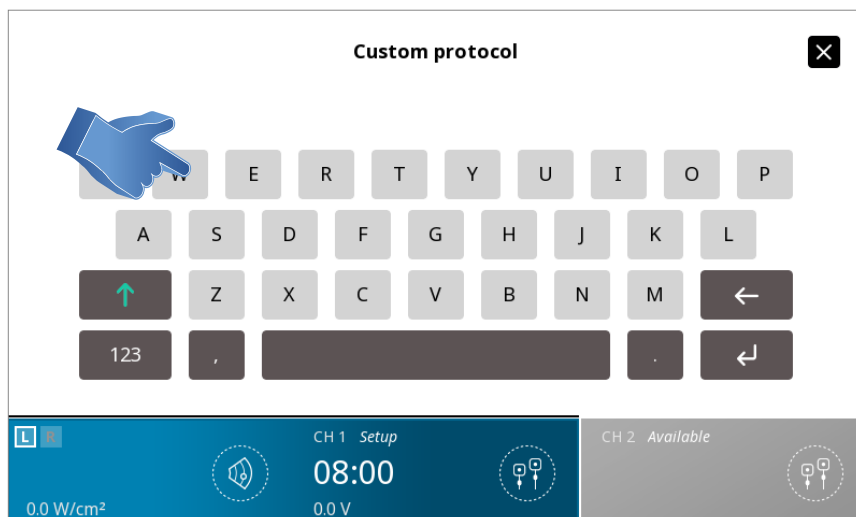 Custom protocol
W E R T Y U I O P
A S D F G H J K L
Z X C V B N M
123 , .
L R CH 1 Setup CH 2 Available
08:00
0.0 W/cm² 0.0 V